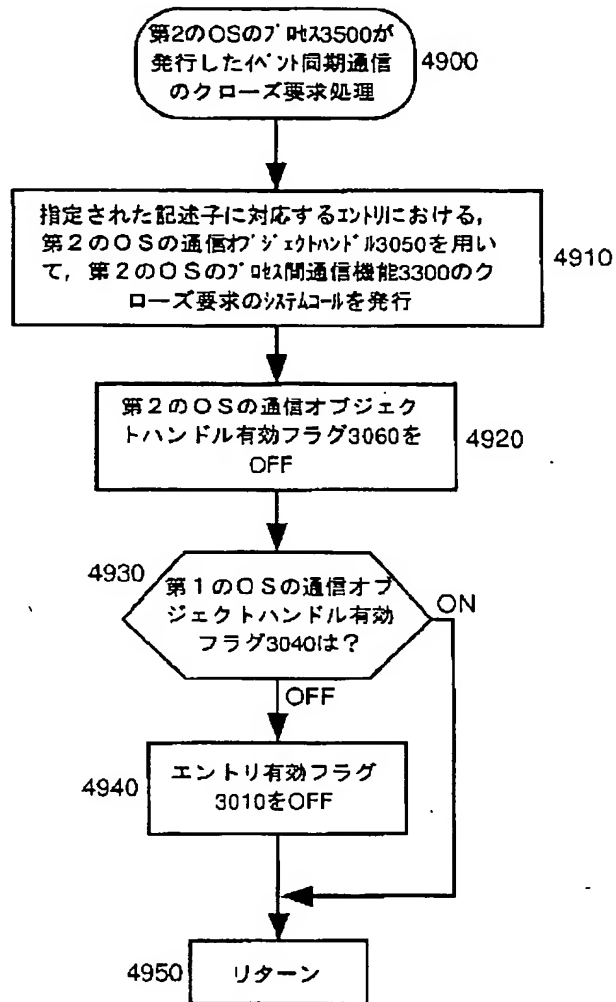 第2のOSのプロセス3500が
発行したイベント同期通信
のクローズ要求処理
4900
指定された記述子に対応するエントリにおける,
第2のOSの通信オブジェクトハンドル3050を用い
て, 第2のOSのプロセス間通信機能3300のク
ローズ要求のシステムコールを発行
4910
第2のOSの通信オブジェク
トハンドル有効フラグ3060を
OFF
4920
4930
第1のOSの通信オブ
ジェクトハンドル有効
フラグ3040は?
ON
OFF
エントリ有効フラグ
3010をOFF
4940
4950
リターン